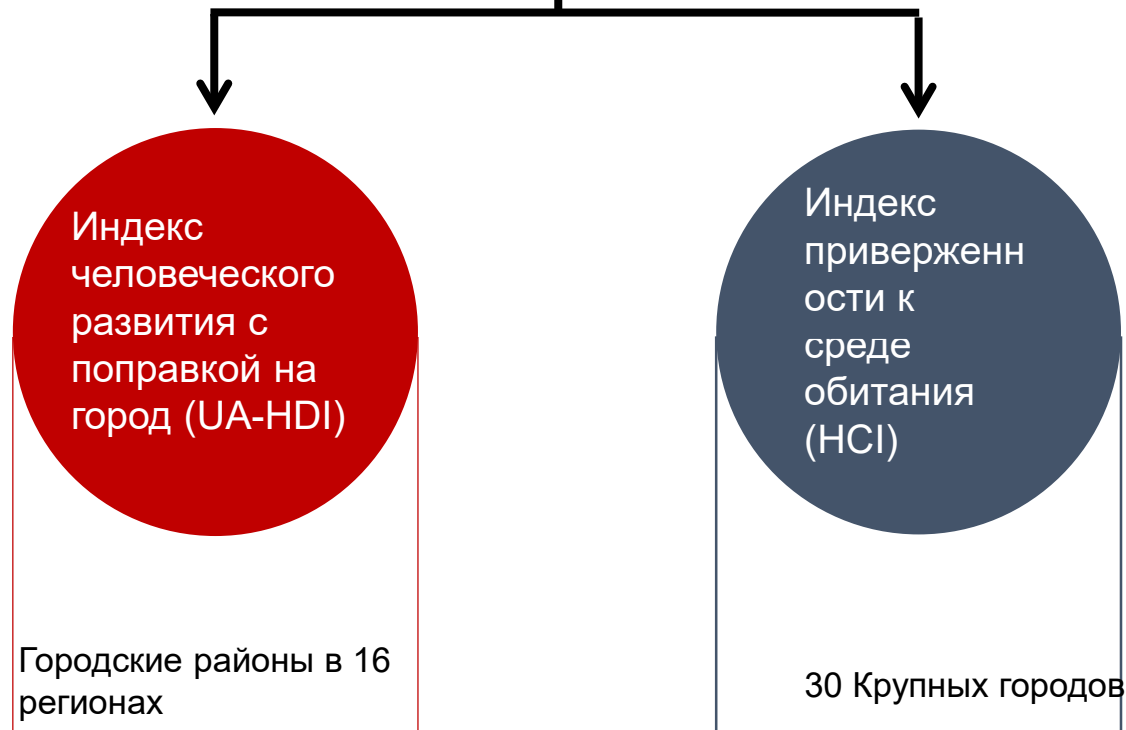 Индекс
человеческого
развития с
поправкой на
город (UA-HDI)
Индекс
приверженн
ости к
среде
обитания
(HCI)
Городские районы в 16
регионах
30 Крупных городов